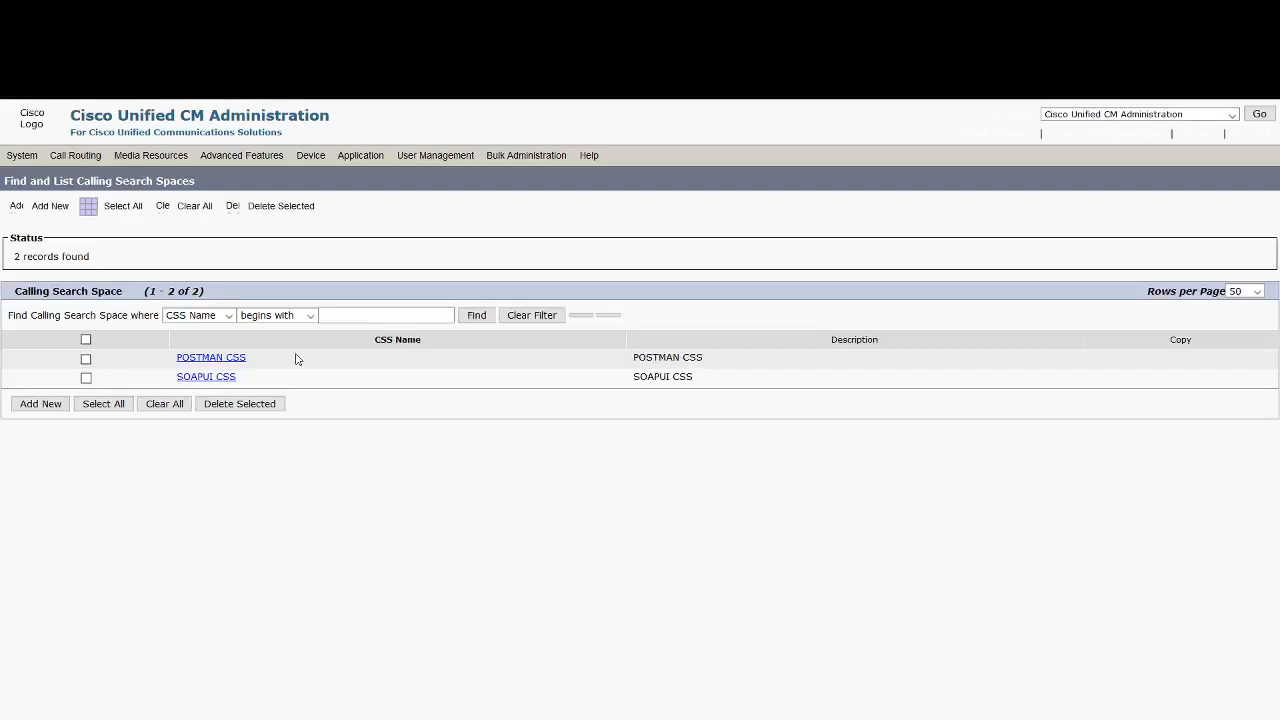 Cisco Logo
Cisco Unified CM Administration
For Cisco Unified Communications Solutions
Cisco Unified CM Administration Go
System Call Routing Media Resources Advanced Features Device Application User Management Bulk Administration Help
Find and List Calling Search Spaces
Add New Select All Cle Clear All Del Delete Selected
Status
2 records found
Calling Search Space (1 - 2 of 2) Rows per Page 50
Find Calling Search Space where CSS Name begins with Find Clear Filter
CSS Name Description Copy
POSTMAN CSS POSTMAN CSS
SOAPUI CSS SOAPUI CSS
Add New Select All Clear All Delete Selected